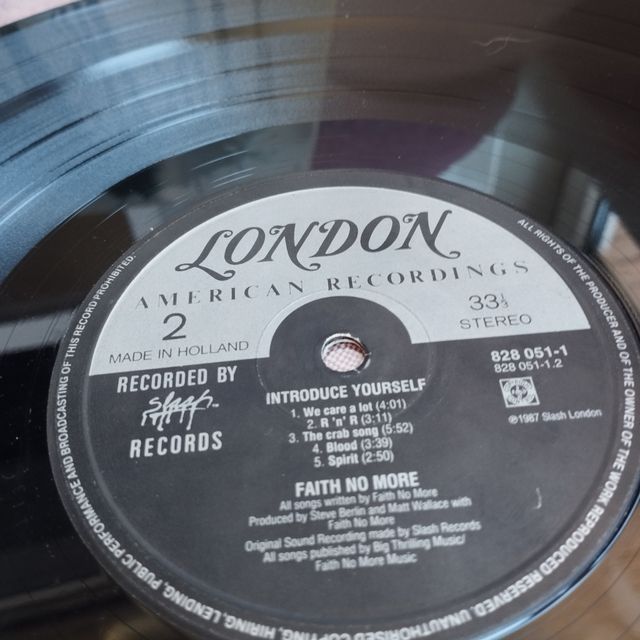 LONDON
AMERICAN RECORDINGS
2
MADE IN HOLLAND
33⅓
STEREO
RECORDED BY
slash
RECORDS
828 051-1
828 051-1.2
℗1987 Slash London
INTRODUCE YOURSELF
1. We care a lot (4:01)
2. R 'n' R (3:11)
3. The crab song (5:52)
4. Blood (3:39)
5. Spirit (2:50)
FAITH NO MORE
All songs written by Faith No More
Produced by Steve Berlin and Matt Wallace with
Faith No More
Original Sound Recording made by Slash Records
All songs published by Big Thrilling Music/
Faith No More Music
ALL RIGHTS OF THE PRODUCER AND OF THE OWNER OF THE WORK REPRODUCED RESERVED. UNAUTHORISED COPYING, HIRING, LENDING, PUBLIC PERFORMANCE AND BROADCASTING OF THIS RECORD PROHIBITED.